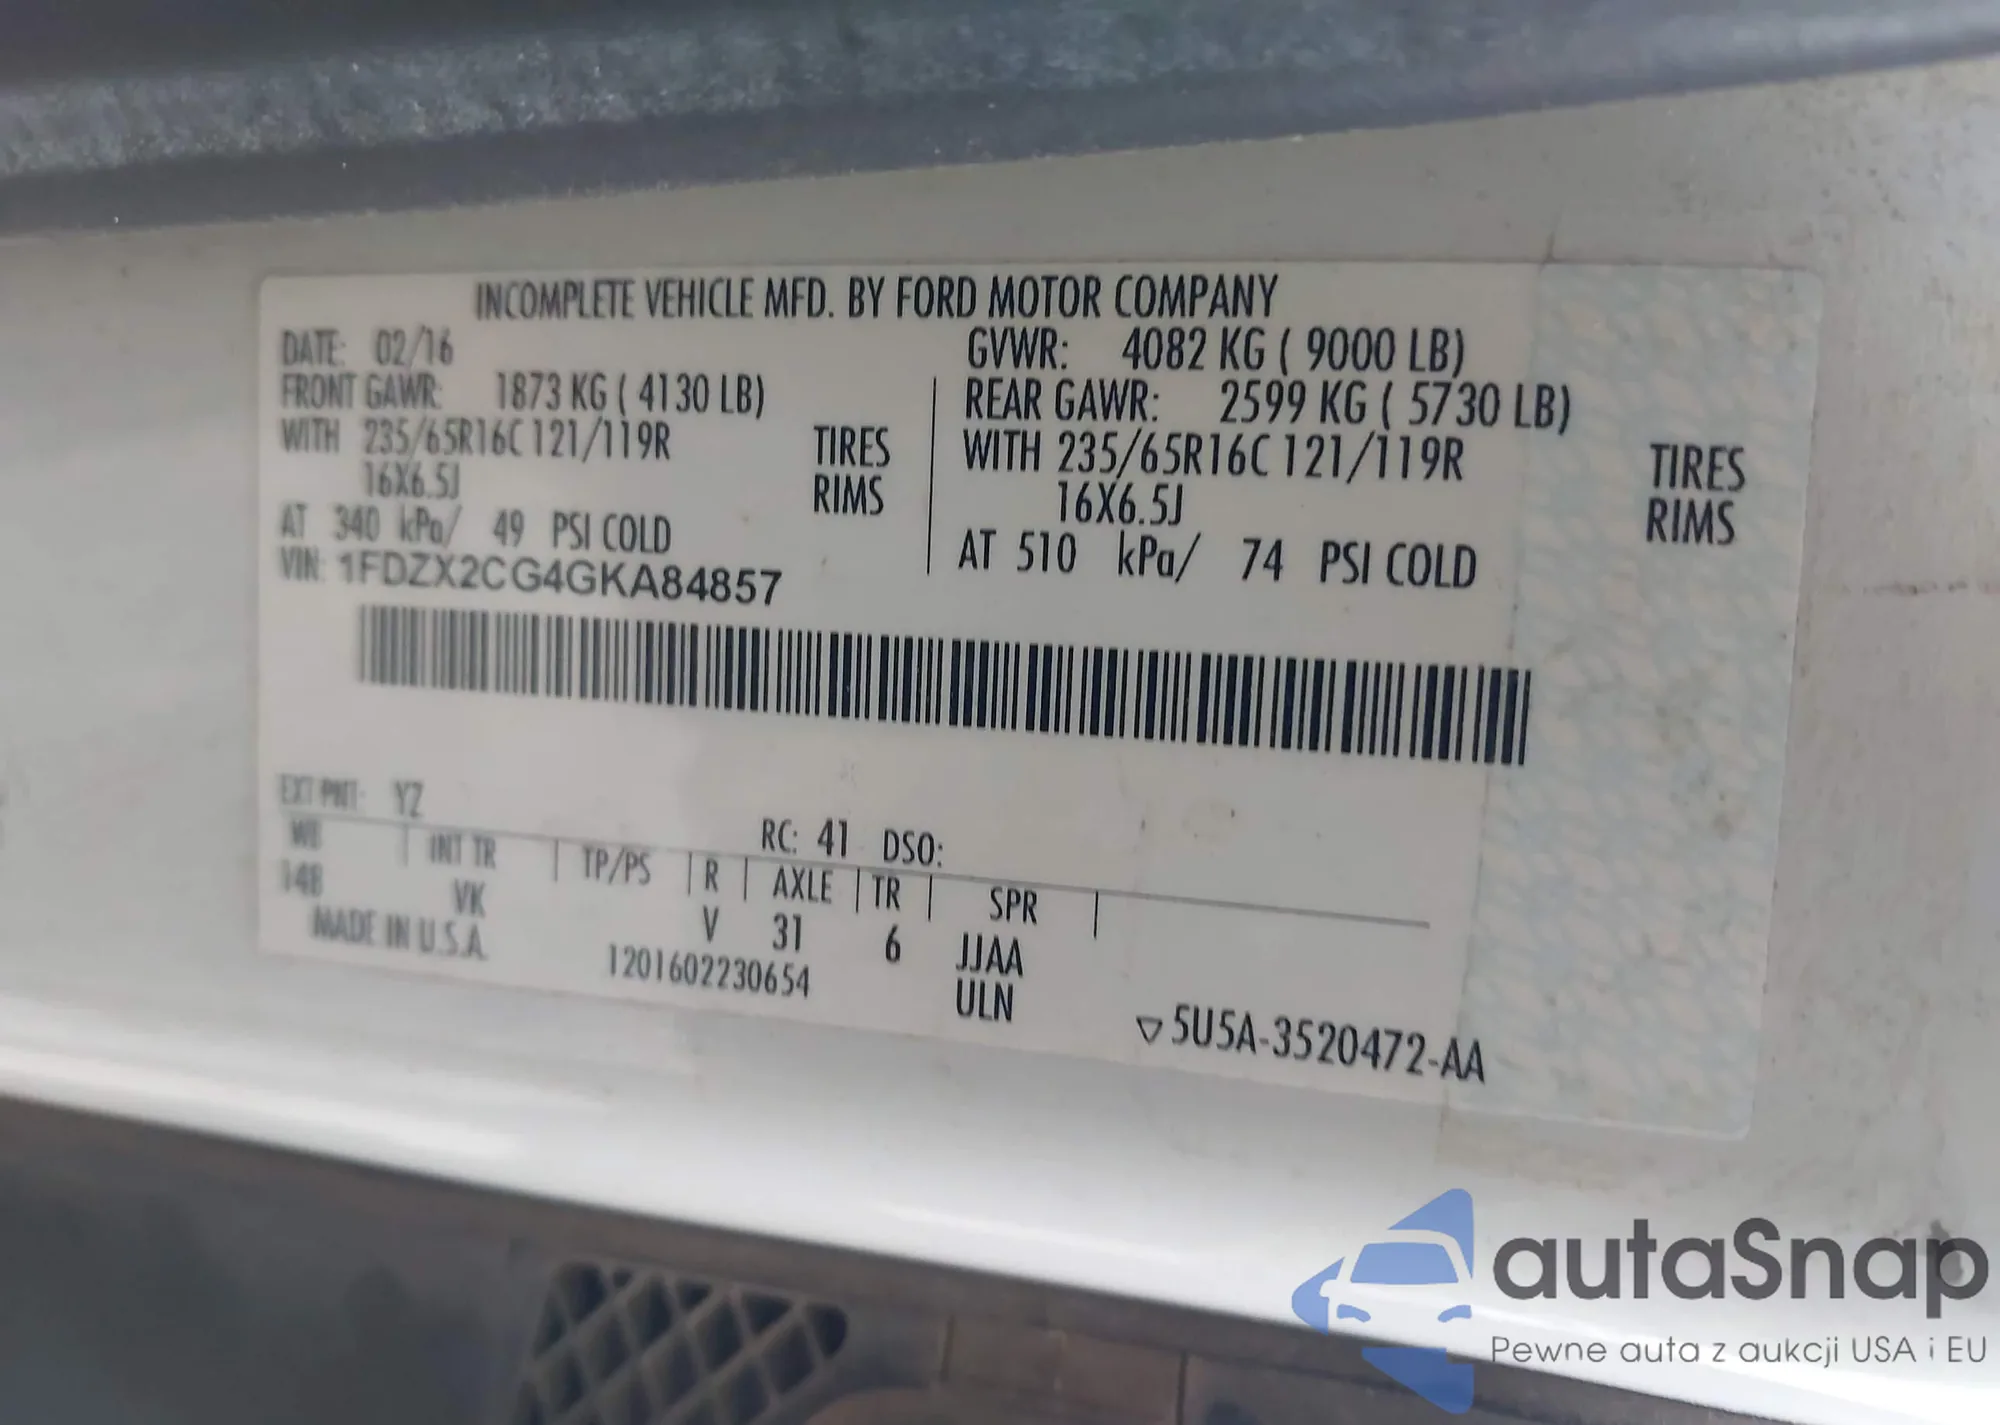 INCOMPLETE VEHICLE MFD. BY FORD MOTOR COMPANY
DATE: 02/16 GVWR: 4082 KG ( 9000 LB)
FRONT GAWR: 1873 KG ( 4130 LB) REAR GAWR: 2599 KG ( 5730 LB)
WITH 235/65R16C 121/119R TIRES WITH 235/65R16C 121/119R TIRES
16X6.5J RIMS 16X6.5J RIMS
AT 340 kPa/ 49 PSI COLD AT 510 kPa/ 74 PSI COLD
VIN: 1FDZX2CG4GKA84857
EXT PNT: YZ RC: 41 DSO:
WB INT TR TP/PS R AXLE TR SPR
148 VK V 31 6 JJAA
MADE IN U.S.A. 1201602230654 ULN
▽5U5A-3520472-AA
autaSnap
Pewne auta z aukcji USA i EU